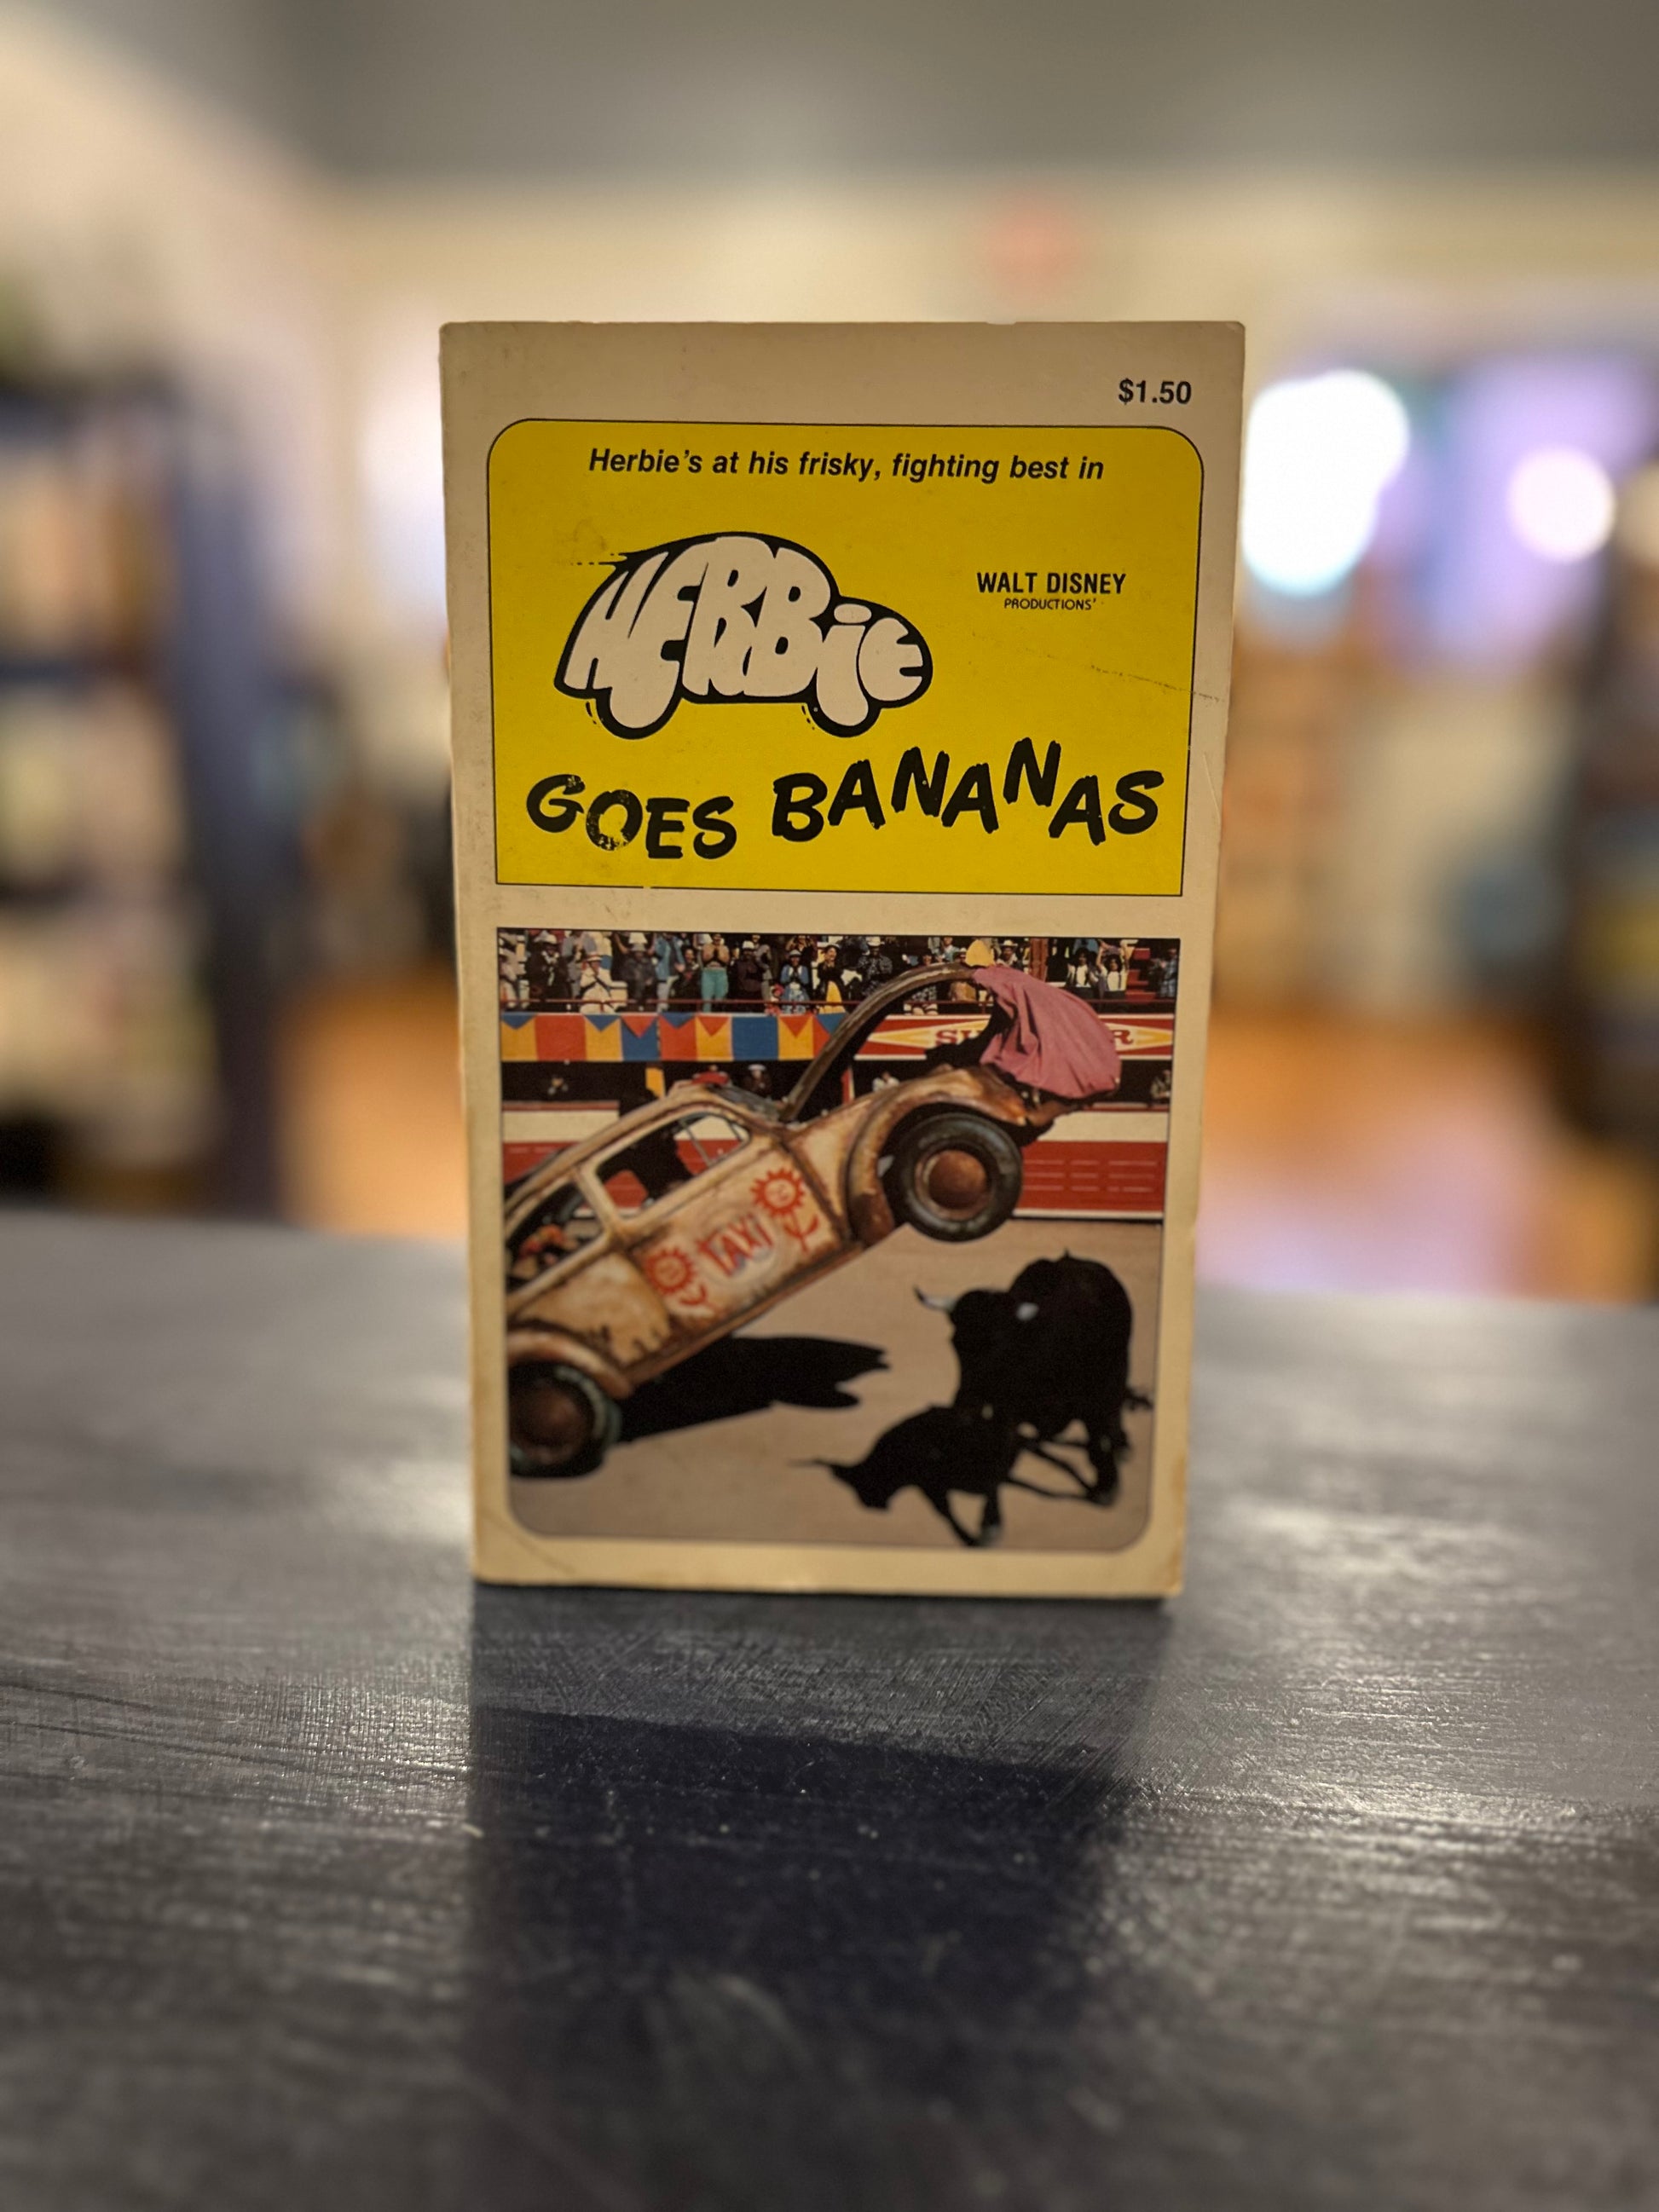 $1.50
Herbie's at his frisky, fighting best in
HERBiE
WALT DISNEY
PRODUCTIONS'
GOES BANANAS
TAXI